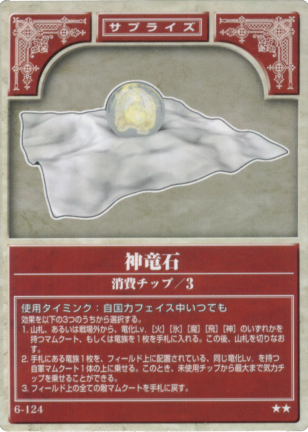 サプライズ
神竜石
消費チップ/3
使用タイミング：自国力フェイス中いつでも
効果を以下の3つのうちから選択する。
1. 山札、あるいは戦場外から、竜化Lv.［火］［氷］［魔］［飛］［神］のいずれかを
持つマムクート、もしくは竜族を1枚を手札に入れる。この後、山札を切りなお
す。
2. 手札にある竜族1枚を、フィールド上に配置されている、同じ竜化Lv. を持つ
自軍マムクート1体の上に乗せる。このとき、未使用チップから最大まで気力チ
ップを乗せることができる。
3. フィールド上の全ての敵マムクートを手札に戻す。
6-124
★★